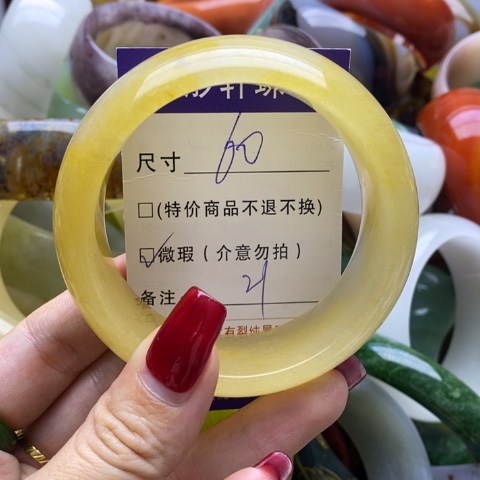 尺寸 60
□(特价商品不退不换)
☑微瑕(介意勿拍)
备注 21